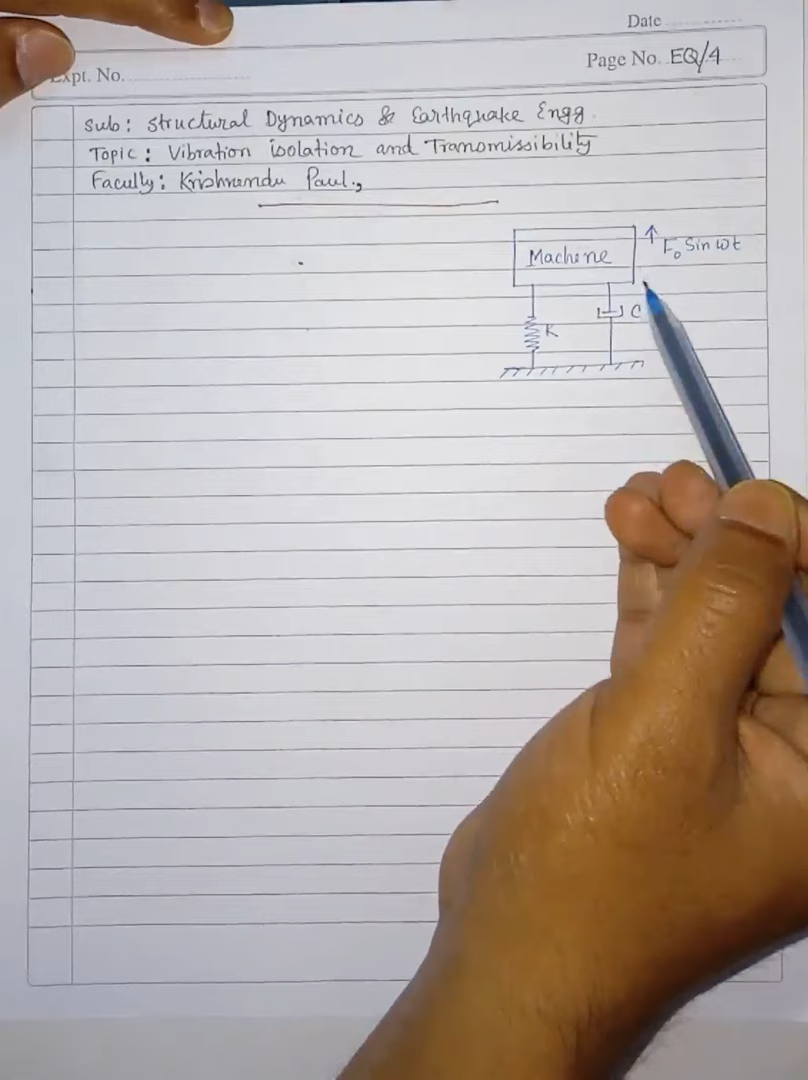 Date
Page No. EQ/4
Expt. No.
Sub: Structural Dynamics & Earthquake Engg.
Topic: Vibration isolation and Transmissibility
Faculty: Krishnendu Paul.,
Machine
F₀ Sin ωt
K
C